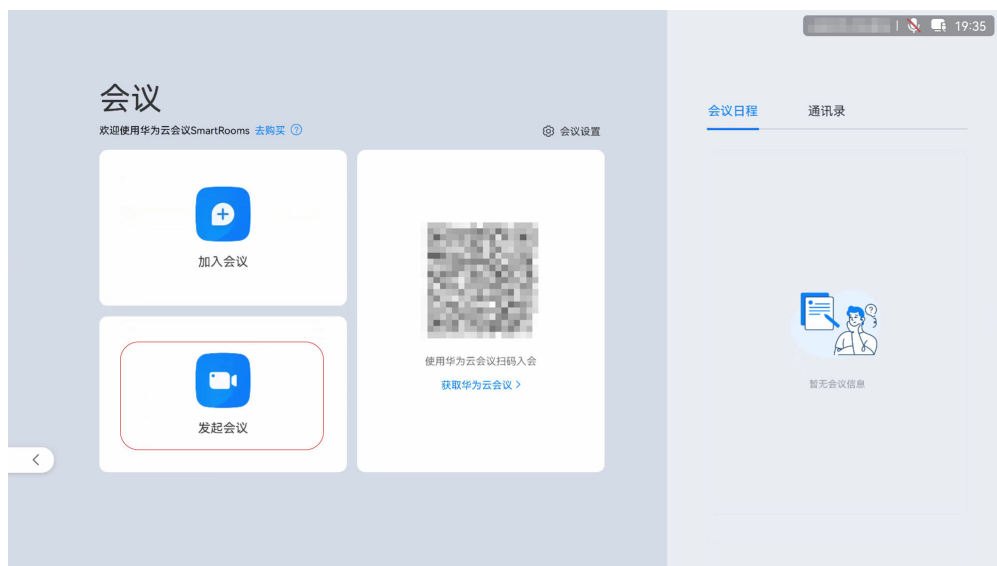 19:35
会议
欢迎使用华为云会议SmartRooms 去购买
会议设置
加入会议
发起会议
使用华为云会议扫码入会
获取华为云会议
会议日程
通讯录
暂无会议信息